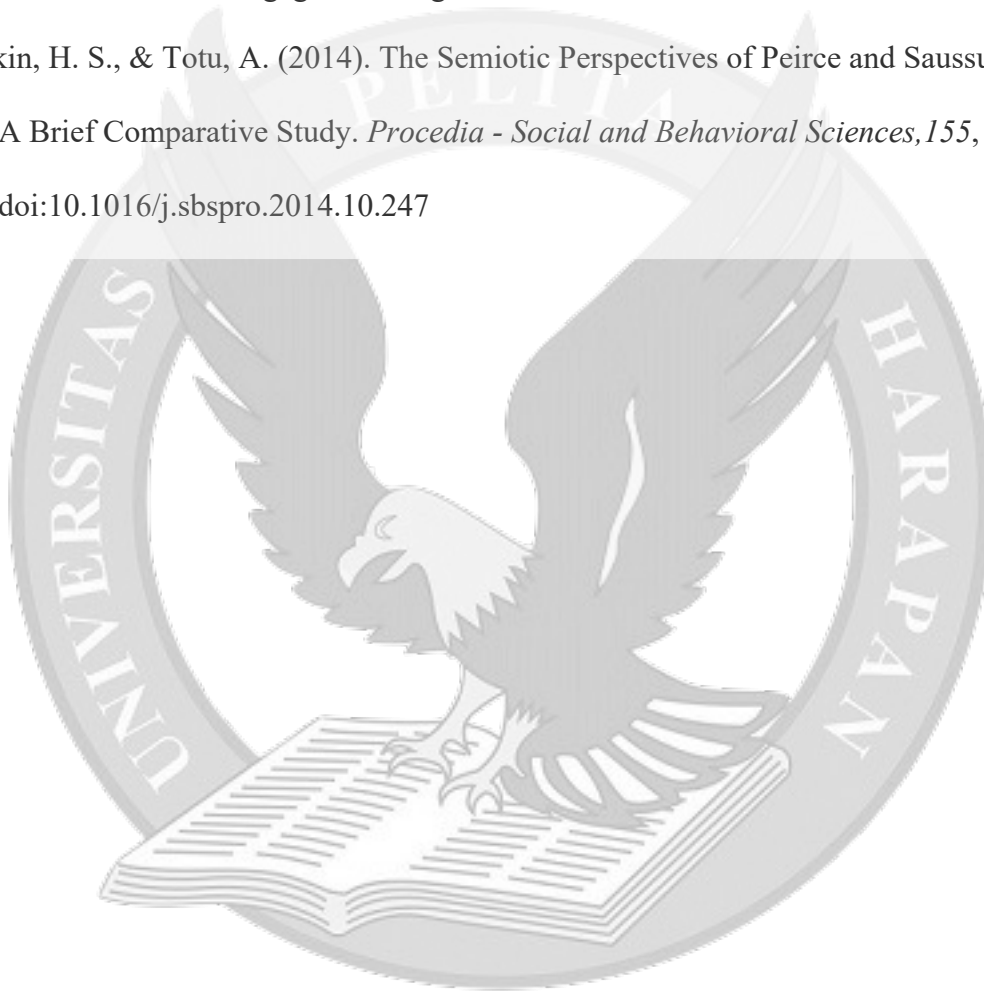 kin, H. S., & Totu, A. (2014). The Semiotic Perspectives of Peirce and Saussu
A Brief Comparative Study. Procedia - Social and Behavioral Sciences,155,
doi:10.1016/j.sbspro.2014.10.247
UNIVERSITAS PELITA HARAPAN